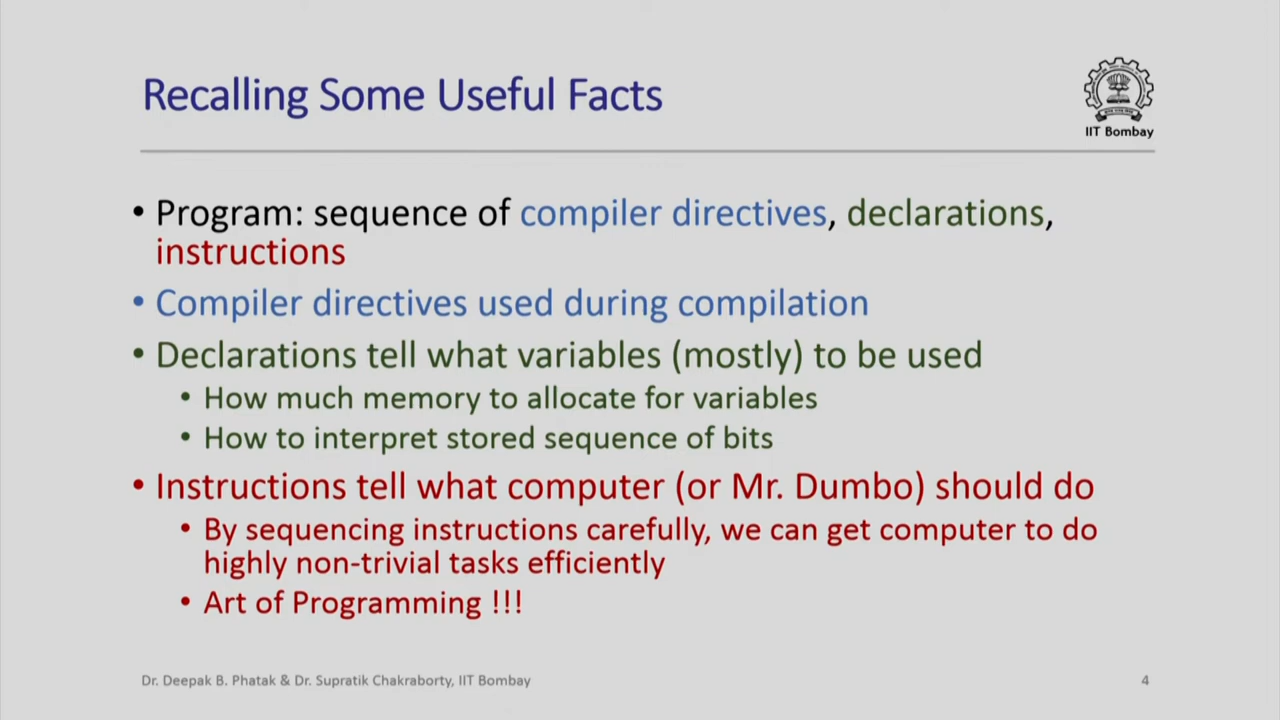 Recalling Some Useful Facts
IIT Bombay
• Program: sequence of compiler directives, declarations,
instructions
• Compiler directives used during compilation
• Declarations tell what variables (mostly) to be used
• How much memory to allocate for variables
• How to interpret stored sequence of bits
• Instructions tell what computer (or Mr. Dumbo) should do
• By sequencing instructions carefully, we can get computer to do
highly non-trivial tasks efficiently
• Art of Programming !!!
Dr. Deepak B. Phatak & Dr. Supratik Chakraborty, IIT Bombay
4